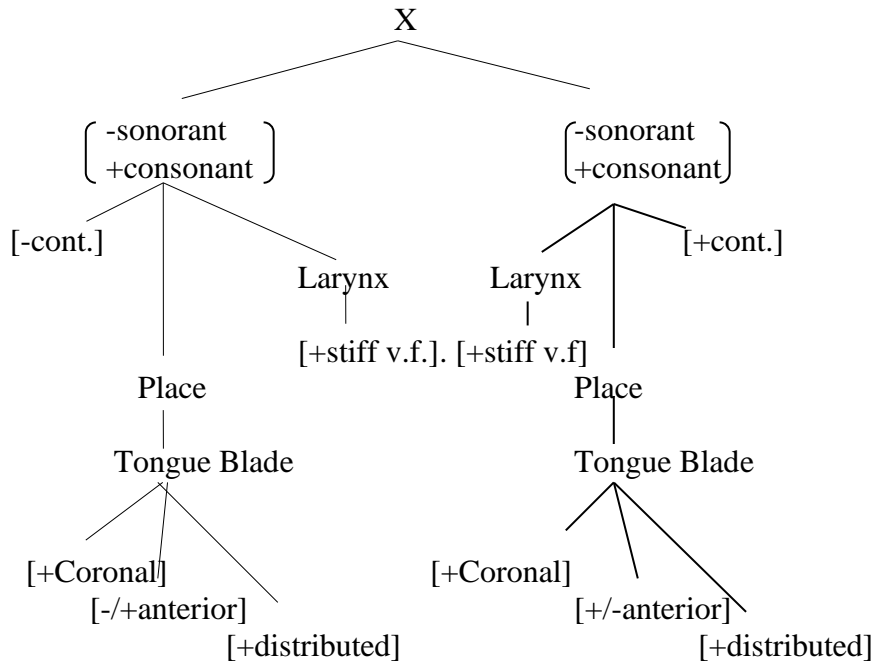 X
-sonorant -sonorant
+consonant +consonant
[-cont.] [+cont.]
Larynx Larynx
[+stiff v.f.]. [+stiff v.f]
Place Place
Tongue Blade Tongue Blade
[+Coronal] [+Coronal]
[-/+anterior] [+/-anterior]
[+distributed] [+distributed]